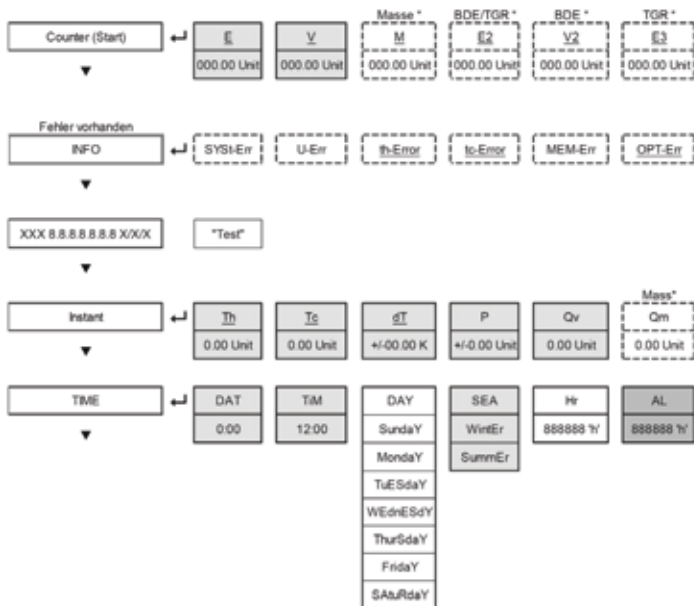 Masse * BDE/TGR * BDE * TGR *
Counter (Start) E V M E2 V2 E3
000.00 Unit 000.00 Unit 000.00 Unit 000.00 Unit 000.00 Unit 000.00 Unit
Fehler vorhanden
INFO SYSt-Err U-Err th-Error tc-Error MEM-Err OPT-Err
XXX 8.8.8.8.8.8.8 X/X/X "Test"
Mass*
Instant Th Tc dT P Qv Qm
0.00 Unit 0.00 Unit +/-00.00 K +/-0.00 Unit 0.00 Unit 0.00 Unit
TIME DAT TiM DAY SEA Hr AL
0:00 12:00 SundaY WintEr 888888 'h' 888888 'h'
MondaY SummEr
TuESdaY
WEdnESdY
ThurSdaY
FridaY
SAtuRdaY